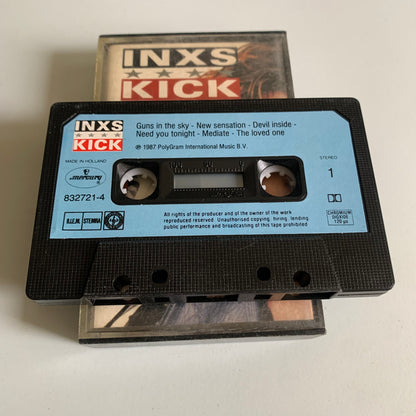 INXS
★★★
KICK
INXS
★★★
KICK
Guns in the sky - New sensation - Devil inside -
Need you tonight - Mediate - The loved one
℗ 1987 PolyGram International Music B.V.
MADE IN HOLLAND
mercury
832721-4
STEREO
1
B.I.E.M. STEMRA
All rights of the producer and of the owner of the work
reproduced reserved. Unauthorised copying, hiring, lending
public performance and broadcasting of this tape prohibited
CHROMIUM
DIOXIDE
120 µs